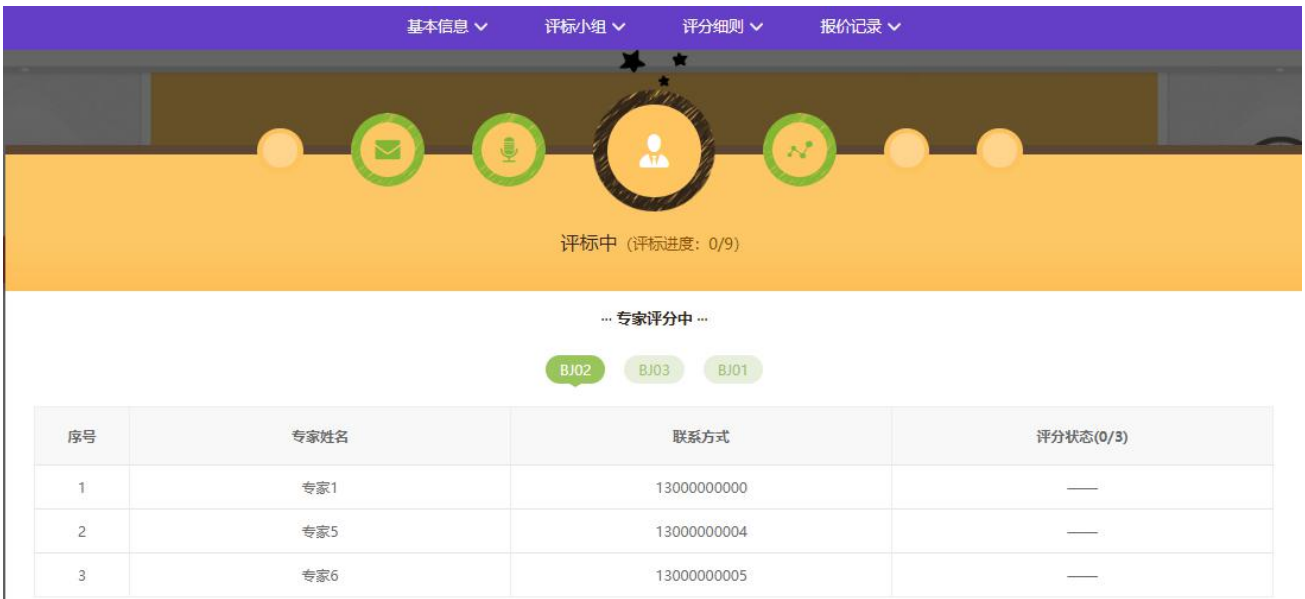 基本信息 评标小组 评分细则 报价记录
评标中（评标进度：0/9）
... 专家评分中 ...
BJ02 BJ03 BJ01
序号 专家姓名 联系方式 评分状态(0/3)
1 专家1 13000000000 ——
2 专家5 13000000004 ——
3 专家6 13000000005 ——